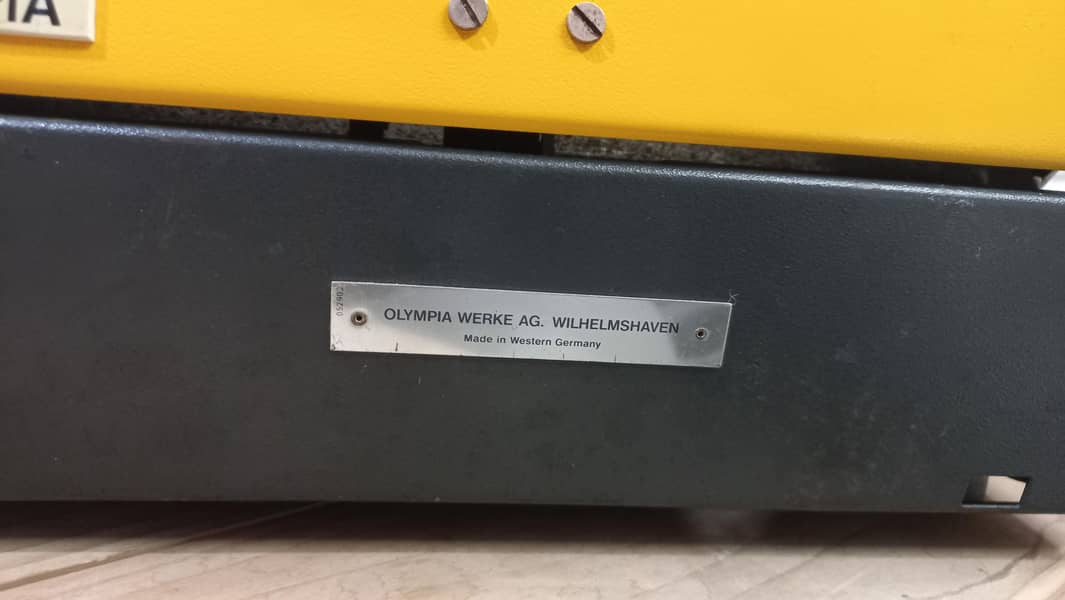 IA
052902
OLYMPIA WERKE AG. WILHELMSHAVEN
Made in Western Germany